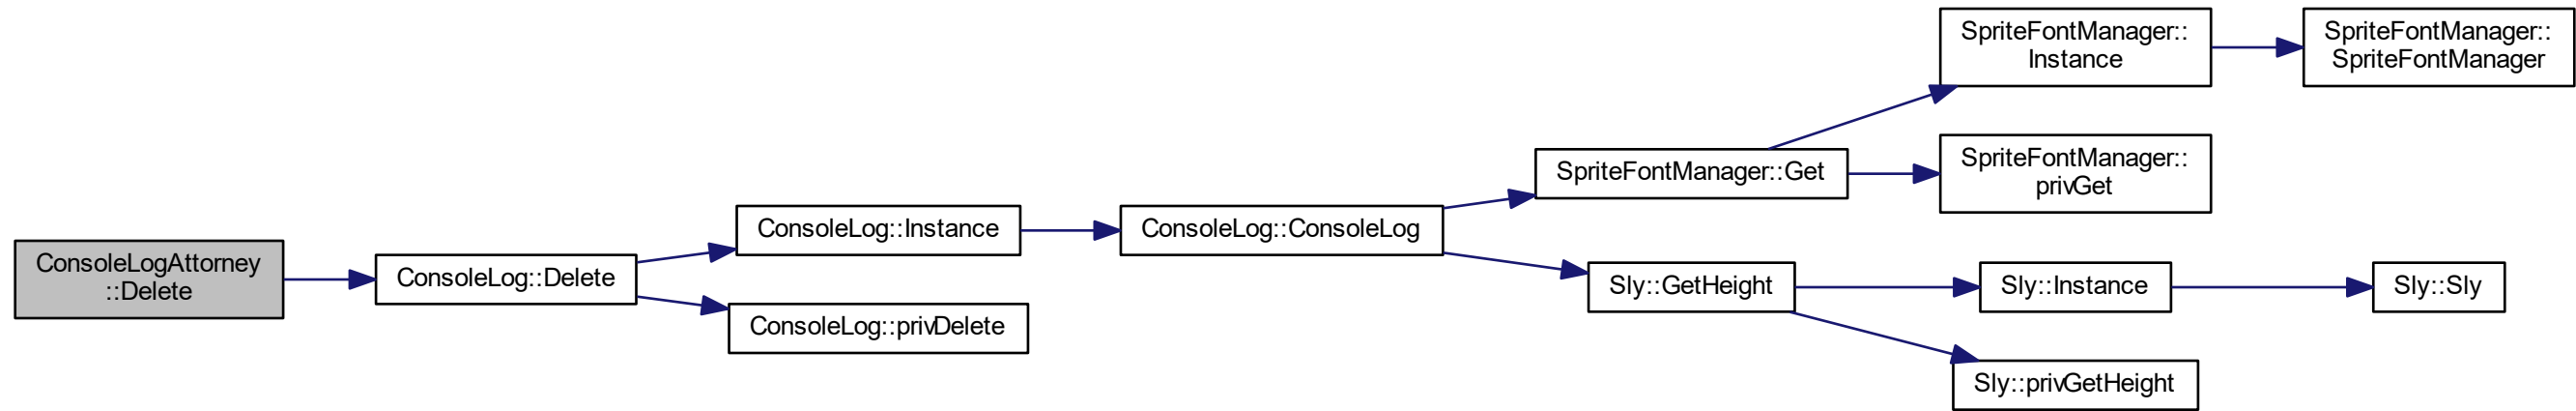 ConsoleLogAttorney
::Delete
ConsoleLog::Delete
ConsoleLog::Instance
ConsoleLog::privDelete
ConsoleLog::ConsoleLog
SpriteFontManager::Get
Sly::GetHeight
SpriteFontManager::
Instance
SpriteFontManager::
privGet
Sly::Instance
Sly::privGetHeight
SpriteFontManager::
SpriteFontManager
Sly::Sly